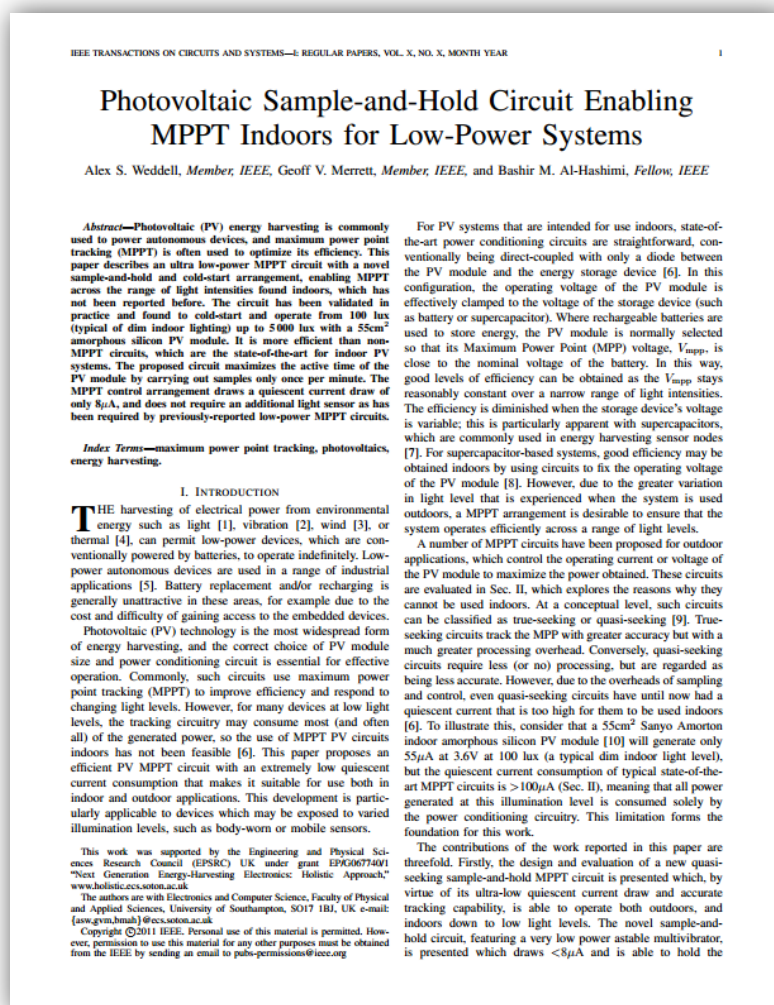 IEEE TRANSACTIONS ON CIRCUITS AND SYSTEMS—I: REGULAR PAPERS, VOL. X, NO. X, MONTH YEAR 1
Photovoltaic Sample-and-Hold Circuit Enabling
MPPT Indoors for Low-Power Systems
Alex S. Weddell, Member, IEEE, Geoff V. Merrett, Member, IEEE, and Bashir M. Al-Hashimi, Fellow, IEEE
Abstract—Photovoltaic (PV) energy harvesting is commonly
used to power autonomous devices, and maximum power point
tracking (MPPT) is often used to optimize its efficiency. This
paper describes an ultra low-power MPPT circuit with a novel
sample-and-hold and cold-start arrangement, enabling MPPT
across the range of light intensities found indoors, which has
not been reported before. The circuit has been validated in
practice and found to cold-start and operate from 100 lux
(typical of dim indoor lighting) up to 5 000 lux with a 55cm²
amorphous silicon PV module. It is more efficient than non-
MPPT circuits, which are the state-of-the-art for indoor PV
systems. The proposed circuit maximizes the active time of the
PV module by carrying out samples only once per minute. The
MPPT control arrangement draws a quiescent current draw of
only 8μA, and does not require an additional light sensor as has
been required by previously-reported low-power MPPT circuits.
Index Terms—maximum power point tracking, photovoltaics,
energy harvesting.
I. INTRODUCTION
THE harvesting of electrical power from environmental
energy such as light [1], vibration [2], wind [3], or
thermal [4], can permit low-power devices, which are con-
ventionally powered by batteries, to operate indefinitely. Low-
power autonomous devices are used in a range of industrial
applications [5]. Battery replacement and/or recharging is
generally unattractive in these areas, for example due to the
cost and difficulty of gaining access to the embedded devices.
Photovoltaic (PV) technology is the most widespread form
of energy harvesting, and the correct choice of PV module
size and power conditioning circuit is essential for effective
operation. Commonly, such circuits use maximum power
point tracking (MPPT) to improve efficiency and respond to
changing light levels. However, for many devices at low light
levels, the tracking circuitry may consume most (and often
all) of the generated power, so the use of MPPT PV circuits
indoors has not been feasible [6]. This paper proposes an
efficient PV MPPT circuit with an extremely low quiescent
current consumption that makes it suitable for use both in
indoor and outdoor applications. This development is partic-
ularly applicable to devices which may be exposed to varied
illumination levels, such as body-worn or mobile sensors.
This work was supported by the Engineering and Physical Sci-
ences Research Council (EPSRC) UK under grant EP/G067740/1
“Next Generation Energy-Harvesting Electronics: Holistic Approach,”
www.holistic.ecs.soton.ac.uk
The authors are with Electronics and Computer Science, Faculty of Physical
and Applied Sciences, University of Southampton, SO17 1BJ, UK e-mail:
{asw,gvm,bmah}@ecs.soton.ac.uk
Copyright ©2011 IEEE. Personal use of this material is permitted. How-
ever, permission to use this material for any other purposes must be obtained
from the IEEE by sending an email to pubs-permissions@ieee.org
For PV systems that are intended for use indoors, state-of-
the-art power conditioning circuits are straightforward, con-
ventionally being direct-coupled with only a diode between
the PV module and the energy storage device [6]. In this
configuration, the operating voltage of the PV module is
effectively clamped to the voltage of the storage device (such
as battery or supercapacitor). Where rechargeable batteries are
used to store energy, the PV module is normally selected
so that its Maximum Power Point (MPP) voltage, Vmpp, is
close to the nominal voltage of the battery. In this way,
good levels of efficiency can be obtained as the Vmpp stays
reasonably constant over a narrow range of light intensities.
The efficiency is diminished when the storage device's voltage
is variable; this is particularly apparent with supercapacitors,
which are commonly used in energy harvesting sensor nodes
[7]. For supercapacitor-based systems, good efficiency may be
obtained indoors by using circuits to fix the operating voltage
of the PV module [8]. However, due to the greater variation
in light level that is experienced when the system is used
outdoors, a MPPT arrangement is desirable to ensure that the
system operates efficiently across a range of light levels.
A number of MPPT circuits have been proposed for outdoor
applications, which control the operating current or voltage of
the PV module to maximize the power obtained. These circuits
are evaluated in Sec. II, which explores the reasons why they
cannot be used indoors. At a conceptual level, such circuits
can be classified as true-seeking or quasi-seeking [9]. True-
seeking circuits track the MPP with greater accuracy but with a
much greater processing overhead. Conversely, quasi-seeking
circuits require less (or no) processing, but are regarded as
being less accurate. However, due to the overheads of sampling
and control, even quasi-seeking circuits have until now had a
quiescent current that is too high for them to be used indoors
[6]. To illustrate this, consider that a 55cm² Sanyo Amorton
indoor amorphous silicon PV module [10] will generate only
55μA at 3.6V at 100 lux (a typical dim indoor light level),
but the quiescent current consumption of typical state-of-the-
art MPPT circuits is >100μA (Sec. II), meaning that all power
generated at this illumination level is consumed solely by
the power conditioning circuitry. This limitation forms the
foundation for this work.
The contributions of the work reported in this paper are
threefold. Firstly, the design and evaluation of a new quasi-
seeking sample-and-hold MPPT circuit is presented which, by
virtue of its ultra-low quiescent current draw and accurate
tracking capability, is able to operate both outdoors, and
indoors down to low light levels. The novel sample-and-
hold circuit, featuring a very low power astable multivibrator,
is presented which draws <8μA and is able to hold the